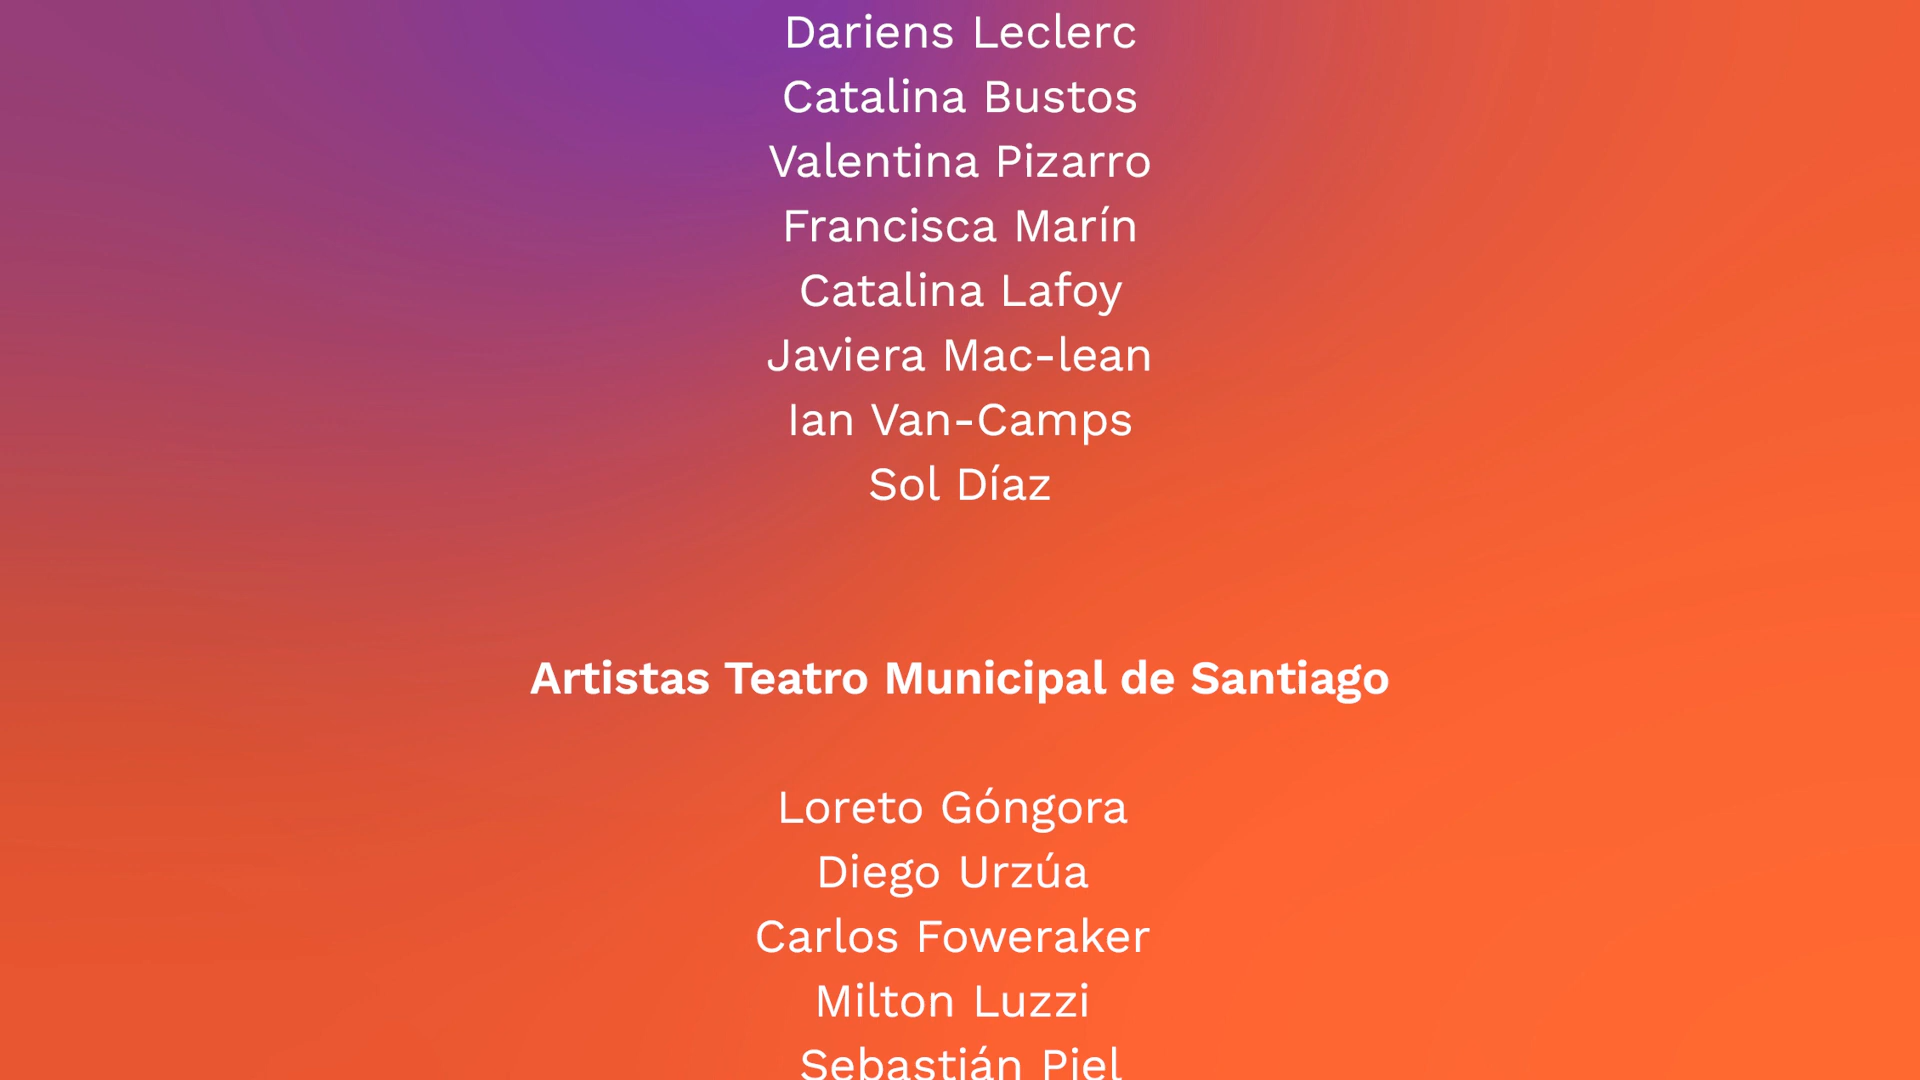 Dariens Leclerc
Catalina Bustos
Valentina Pizarro
Francisca Marín
Catalina Lafoy
Javiera Mac-lean
Ian Van-Camps
Sol Díaz
Artistas Teatro Municipal de Santiago
Loreto Góngora
Diego Urzúa
Carlos Foweraker
Milton Luzzi
Sebastián Piel